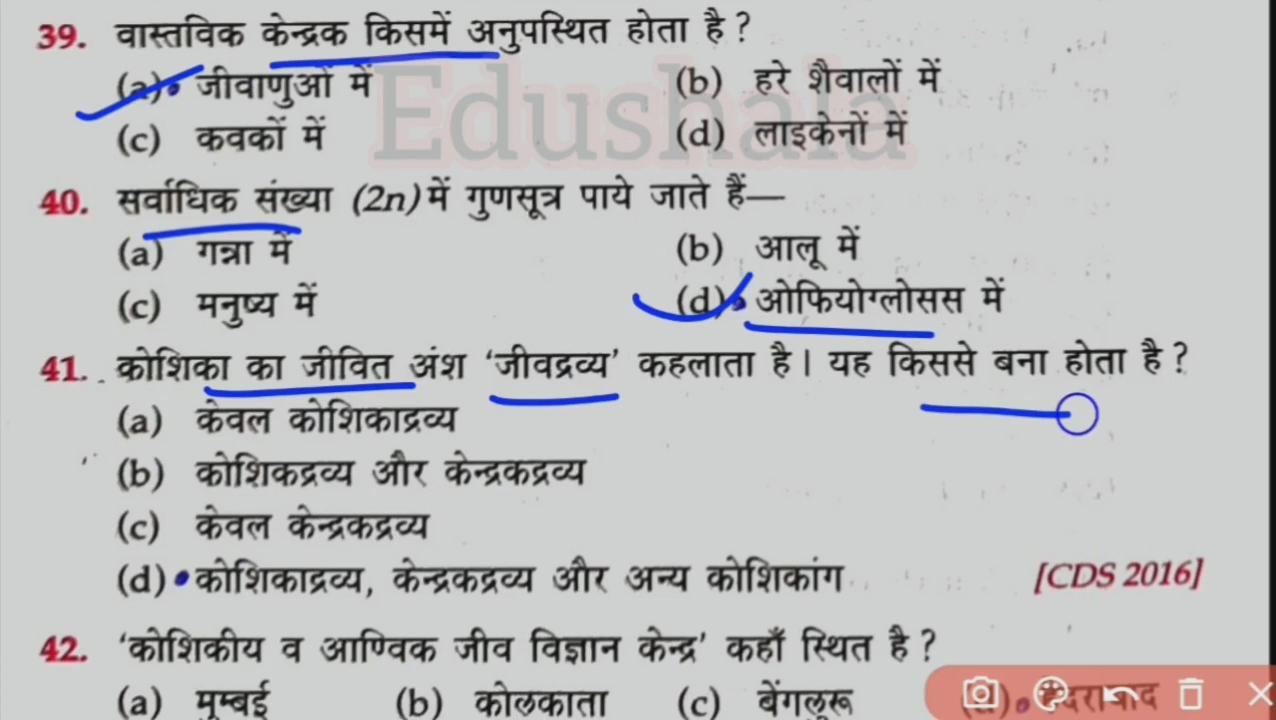 39. वास्तविक केन्द्रक किसमें अनुपस्थित होता है ?
(a) जीवाणुओं में (b) हरे शैवालों में
(c) कवकों में (d) लाइकेनों में
Edushala
40. सर्वाधिक संख्या (2n) में गुणसूत्र पाये जाते हैं—
(a) गन्ना में (b) आलू में
(c) मनुष्य में (d) ओफियोग्लोसस में
41. कोशिका का जीवित अंश ‘जीवद्रव्य’ कहलाता है। यह किससे बना होता है ?
(a) केवल कोशिकाद्रव्य
(b) कोशिकद्रव्य और केन्द्रकद्रव्य
(c) केवल केन्द्रकद्रव्य
(d) कोशिकाद्रव्य, केन्द्रकद्रव्य और अन्य कोशिकांग [CDS 2016]
42. ‘कोशिकीय व आण्विक जीव विज्ञान केन्द्र’ कहाँ स्थित है ?
(a) मुम्बई (b) कोलकाता (c) बेंगलुरू